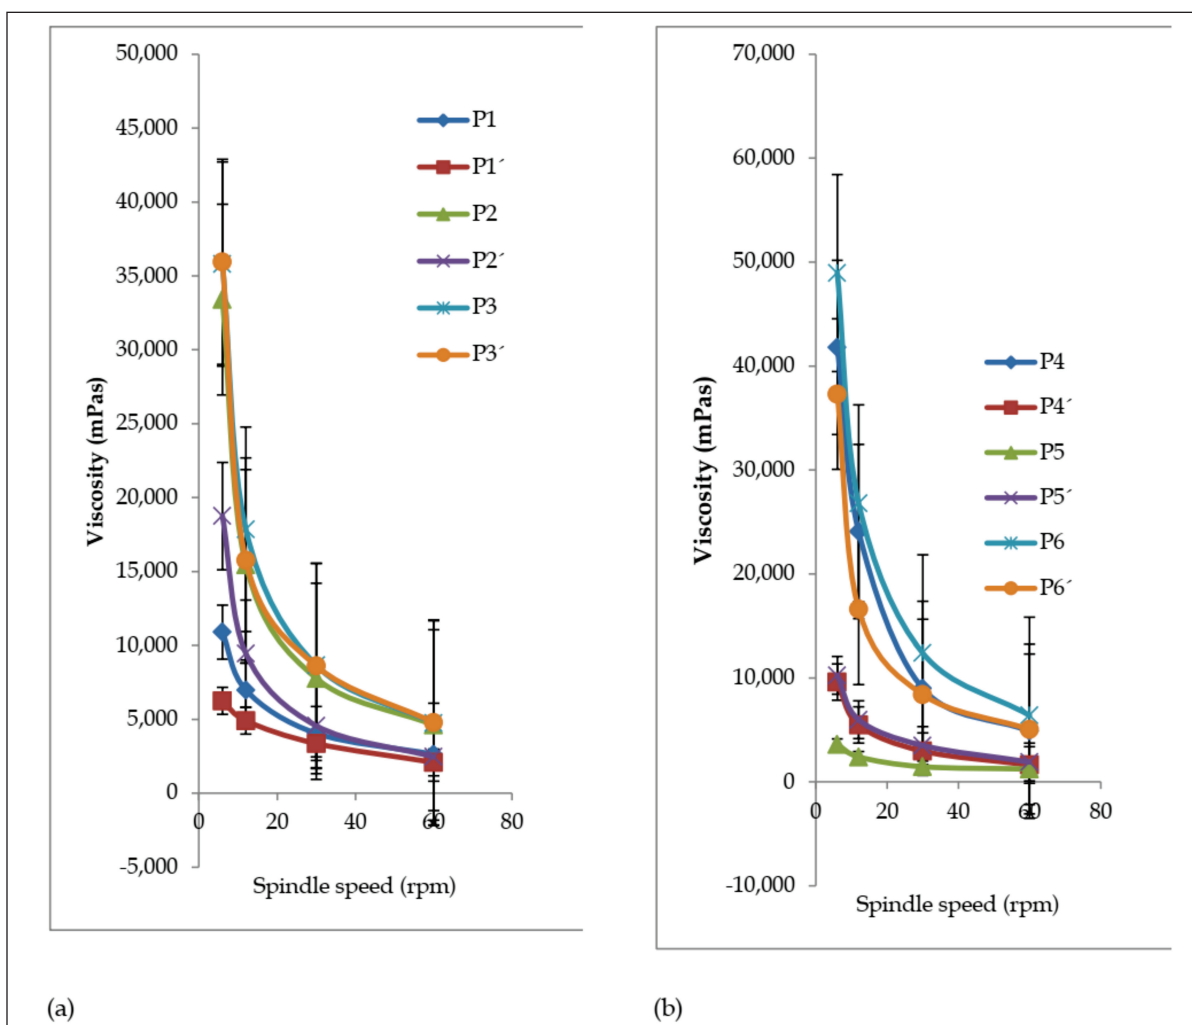 50,000
45,000
40,000
35,000
30,000
25,000
20,000
15,000
10,000
5,000
0
-5,000
0 20 40 60 80
Viscosity (mPas)
Spindle speed (rpm)
P1
P1´
P2
P2´
P3
P3´
(a)
70,000
60,000
50,000
40,000
30,000
20,000
10,000
0
-10,000
0 20 40 60 80
Viscosity (mPas)
Spindle speed (rpm)
P4
P4´
P5
P5´
P6
P6´
(b)